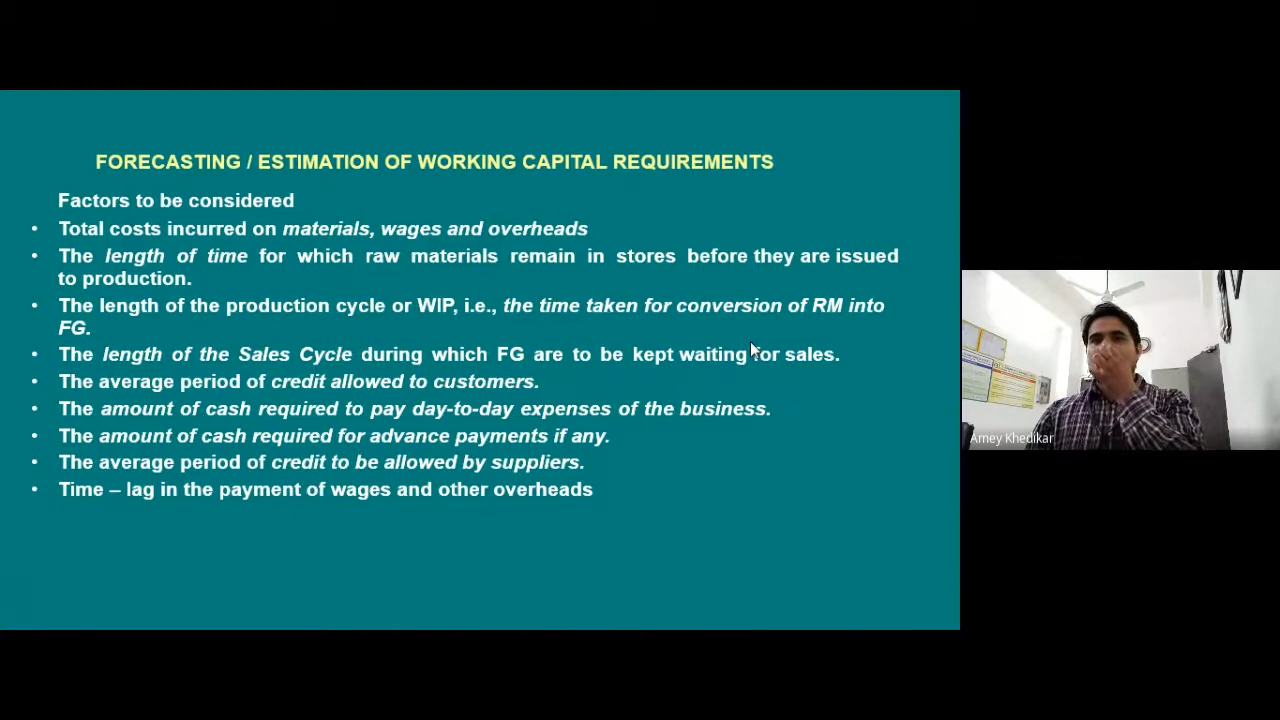 FORECASTING / ESTIMATION OF WORKING CAPITAL REQUIREMENTS
Factors to be considered
• Total costs incurred on materials, wages and overheads
• The length of time for which raw materials remain in stores before they are issued
to production.
• The length of the production cycle or WIP, i.e., the time taken for conversion of RM into
FG.
• The length of the Sales Cycle during which FG are to be kept waiting for sales.
• The average period of credit allowed to customers.
• The amount of cash required to pay day-to-day expenses of the business.
• The amount of cash required for advance payments if any.
• The average period of credit to be allowed by suppliers.
• Time – lag in the payment of wages and other overheads
Amey Khedikar